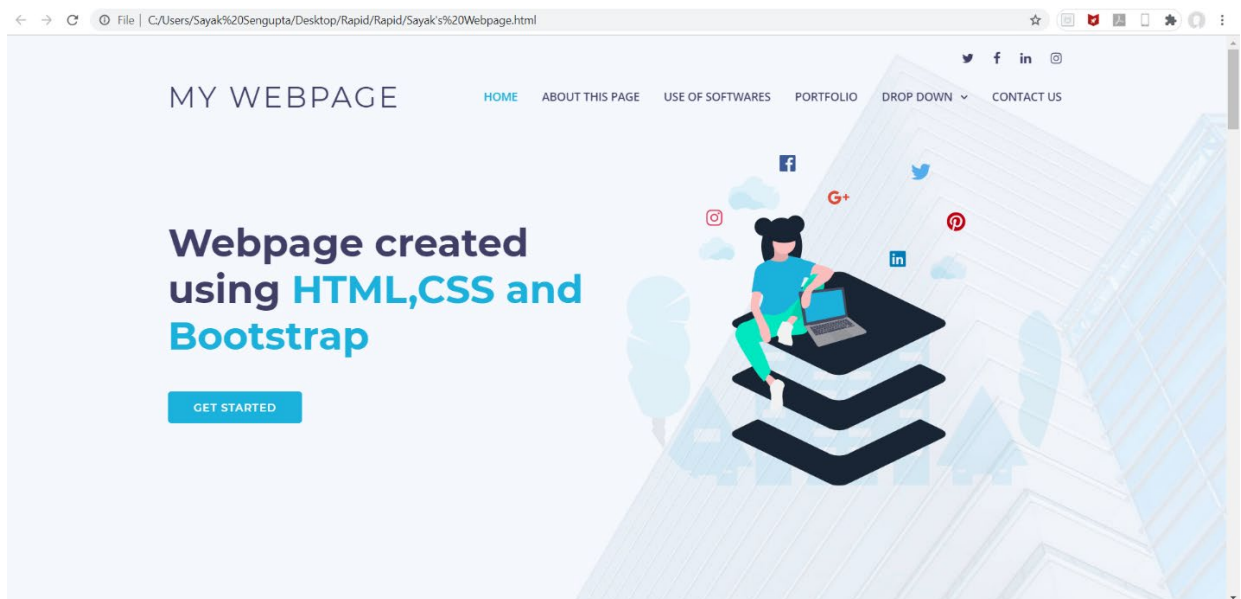 File | C:/Users/Sayak%20Sengupta/Desktop/Rapid/Rapid/Sayak's%20Webpage.html
MY WEBPAGE
HOME ABOUT THIS PAGE USE OF SOFTWARES PORTFOLIO DROP DOWN CONTACT US
Webpage created
using HTML,CSS and
Bootstrap
GET STARTED